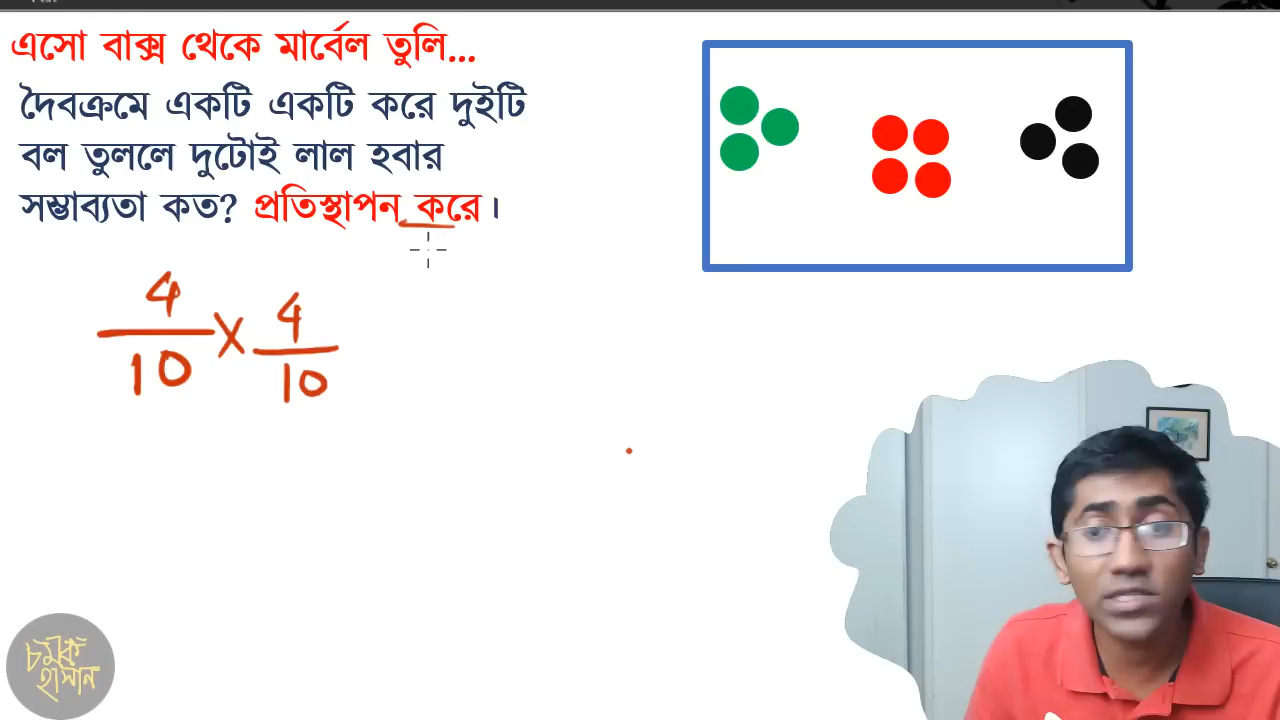 এসো বাক্স থেকে মার্বেল তুলি...
দৈবক্রমে একটি একটি করে দুইটি
বল তুললে দুটোই লাল হবার
সম্ভাব্যতা কত? প্রতিস্থাপন করে।
4/10 × 4/10
চমক
হাসান